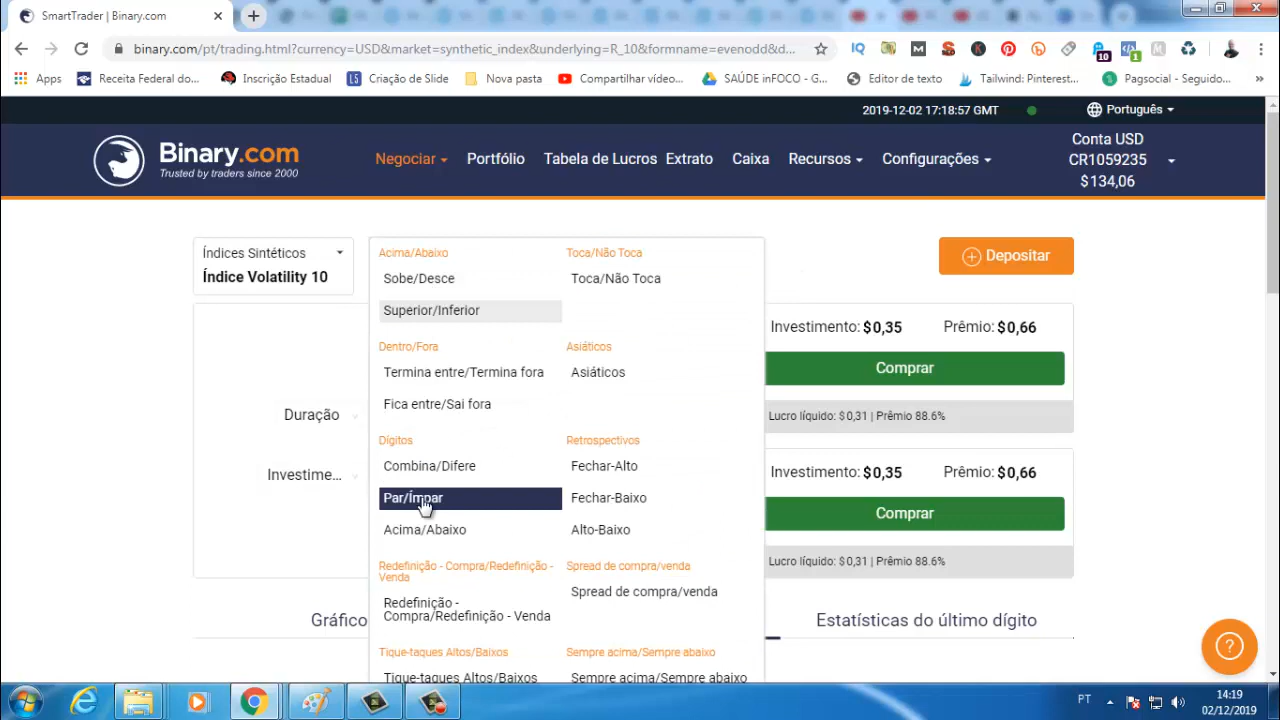 SmartTrader | Binary.com
binary.com/pt/trading.html?currency=USD&market=synthetic_index&underlying=R_10&formname=evenodd&d...
IQ
M
10
1
Apps
Receita Federal do...
Inscrição Estadual
LS Criação de Slide
Nova pasta
Compartilhar vídeo...
SAÚDE inFOCO - G...
Editor de texto
Tailwind: Pinterest...
Pagsocial - Seguido...
»
2019-12-02 17:18:57 GMT
Português
Binary.com
Trusted by traders since 2000
Negociar
Portfólio
Tabela de Lucros
Extrato
Caixa
Recursos
Configurações
Conta USD
CR1059235
$134,06
Índices Sintéticos
Índice Volatility 10
Depositar
Acima/Abaixo
Sobe/Desce
Superior/Inferior
Toca/Não Toca
Toca/Não Toca
Dentro/Fora
Termina entre/Termina fora
Fica entre/Sai fora
Asiáticos
Asiáticos
Dígitos
Combina/Difere
Par/Ímpar
Acima/Abaixo
Retrospectivos
Fechar-Alto
Fechar-Baixo
Alto-Baixo
Redefinição - Compra/Redefinição -
Venda
Redefinição -
Compra/Redefinição - Venda
Spread de compra/venda
Spread de compra/venda
Tique-taques Altos/Baixos
Tique-taques Altos/Baixos
Sempre acima/Sempre abaixo
Sempre acima/Sempre abaixo
Duração
Investime...
Investimento: $0,35 Prêmio: $0,66
Comprar
Lucro líquido: $0,31 | Prêmio 88.6%
Investimento: $0,35 Prêmio: $0,66
Comprar
Lucro líquido: $0,31 | Prêmio 88.6%
Gráfico
Estatísticas do último dígito
PT
14:19
02/12/2019